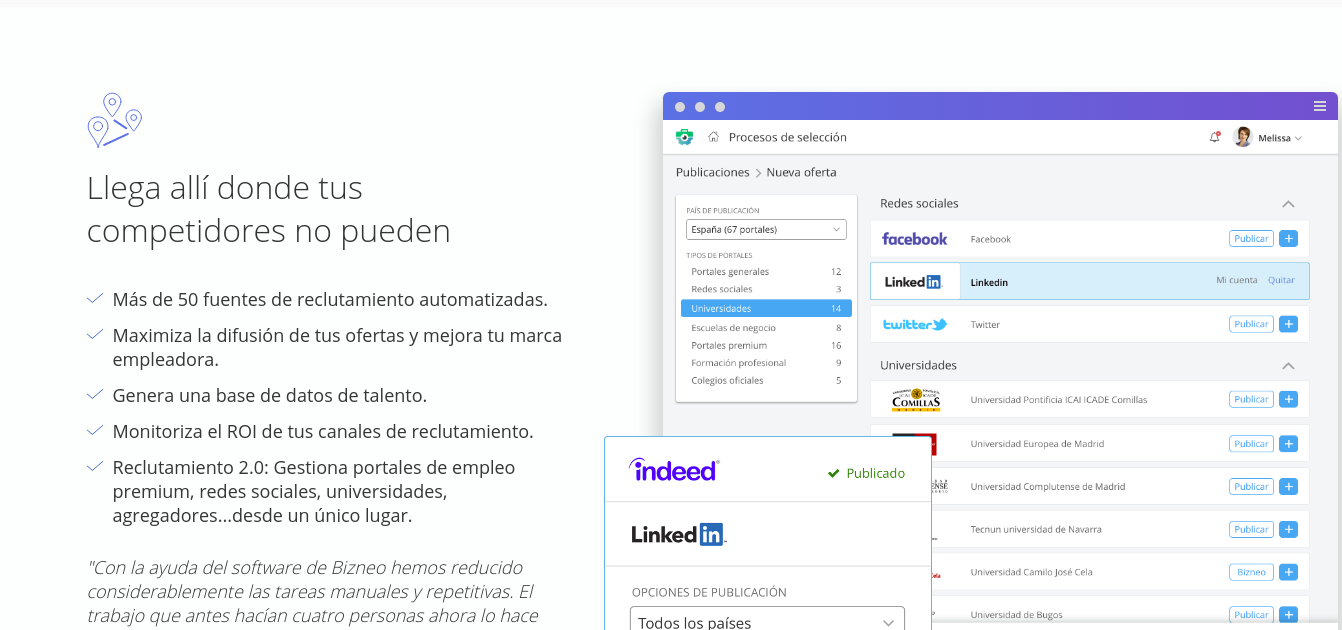 Llega allí donde tus
competidores no pueden
Más de 50 fuentes de reclutamiento automatizadas.
Maximiza la difusión de tus ofertas y mejora tu marca
empleadora.
Genera una base de datos de talento.
Monitoriza el ROI de tus canales de reclutamiento.
Reclutamiento 2.0: Gestiona portales de empleo
premium, redes sociales, universidades,
agregadores...desde un único lugar.
"Con la ayuda del software de Bizneo hemos reducido
considerablemente las tareas manuales y repetitivas. El
trabajo que antes hacían cuatro personas ahora lo hace
Procesos de selección
Melissa
Publicaciones > Nueva oferta
PAÍS DE PUBLICACIÓN
España (67 portales)
TIPOS DE PORTALES
Portales generales 12
Redes sociales 3
Universidades 14
Escuelas de negocio 8
Portales premium 16
Formación profesional 9
Colegios oficiales 5
Redes sociales
facebook Facebook Publicar +
Linked in Linkedin Mi cuenta Quitar
twitter Twitter Publicar +
Universidades
COMILLAS Universidad Pontificia ICAI ICADE Comillas Publicar +
Universidad Europea de Madrid Publicar +
Universidad Complutense de Madrid Publicar +
Tecnun universidad de Navarra Publicar +
Cela Universidad Camilo José Cela Bizneo +
Universidad de Bugos Publicar +
indeed Publicado
Linked in
OPCIONES DE PUBLICACIÓN
Todos los países